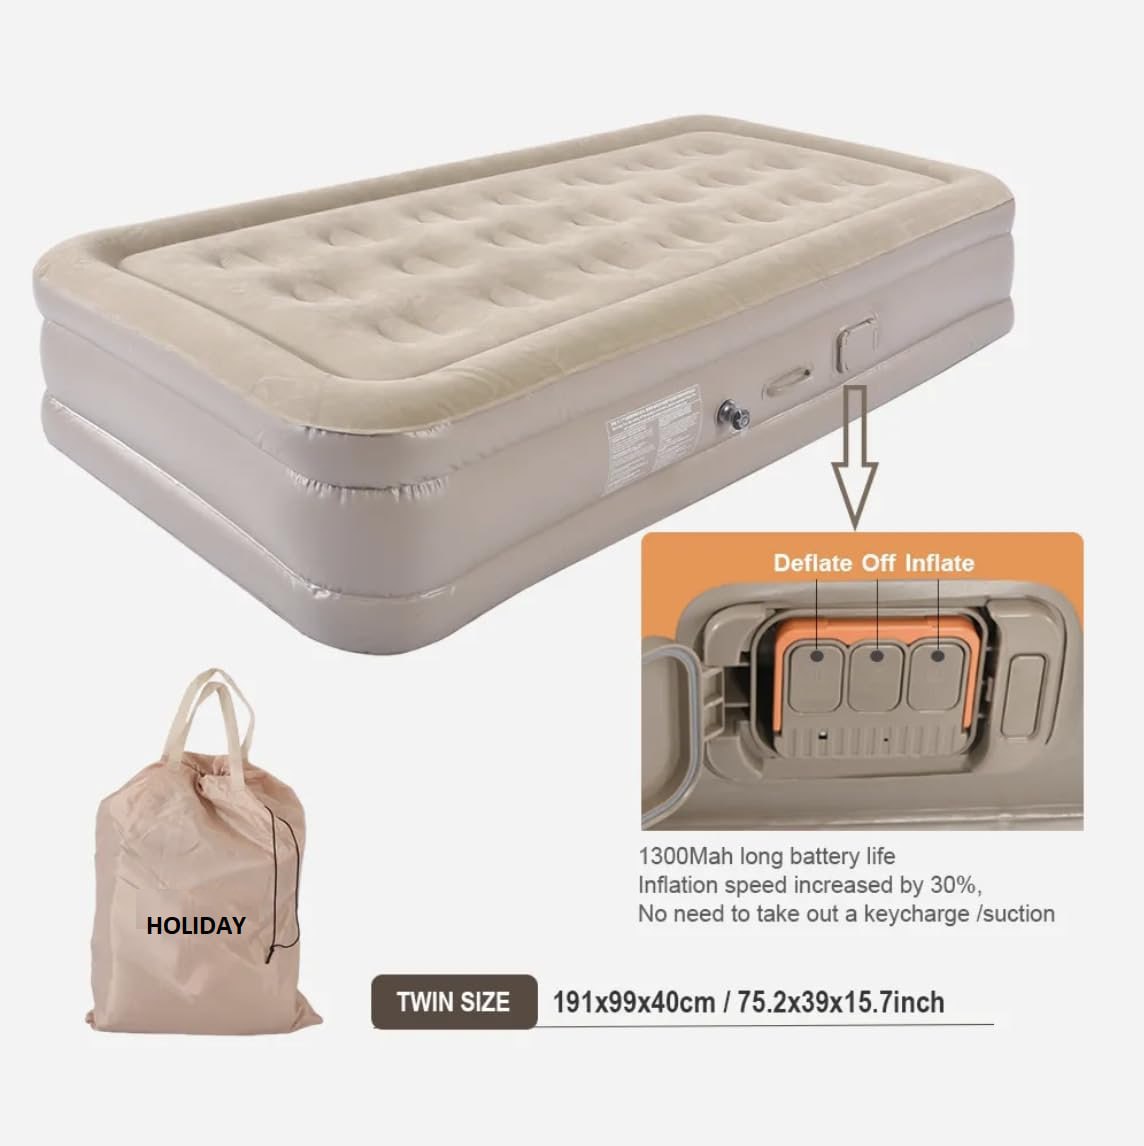 Deflate Off Inflate
1300Mah long battery life
Inflation speed increased by 30%,
No need to take out a keycharge /suction
HOLIDAY
TWIN SIZE 191x99x40cm / 75.2x39x15.7inch